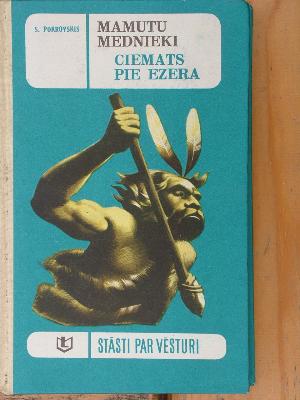 S. POKROVSKIS
MAMUTU
MEDNIEKI
CIEMATS
PIE EZERA
STĀSTI PAR VĒSTURI